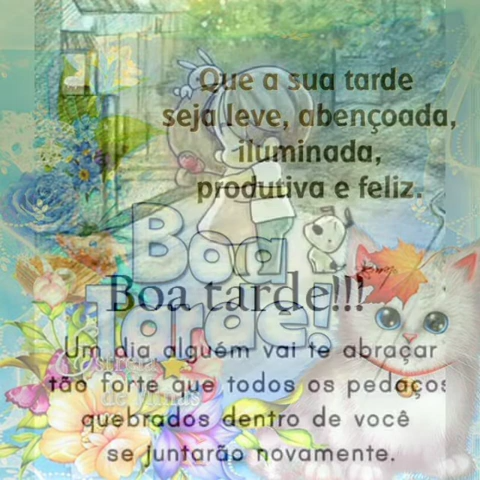 Que a sua tarde
seja leve, abençoada,
iluminada,
produtiva e feliz.
Boa
Tarde!
Boa tarde!!!
Um dia alguém vai te abraçar
tão forte que todos os pedaços
quebrados dentro de você
se juntarão novamente.